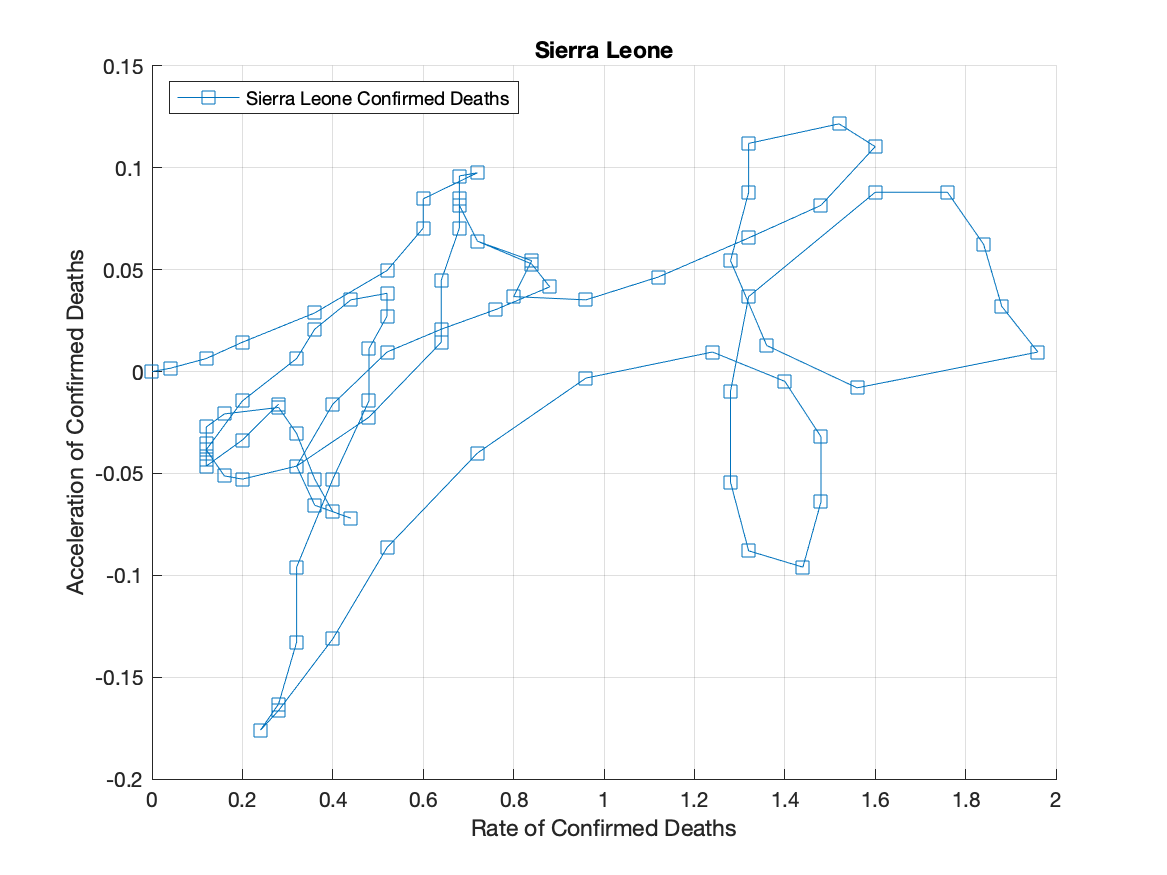 Sierra Leone
Sierra Leone Confirmed Deaths
0.15
0.1
0.05
0
-0.05
-0.1
-0.15
-0.2
Acceleration of Confirmed Deaths
0 0.2 0.4 0.6 0.8 1 1.2 1.4 1.6 1.8 2
Rate of Confirmed Deaths